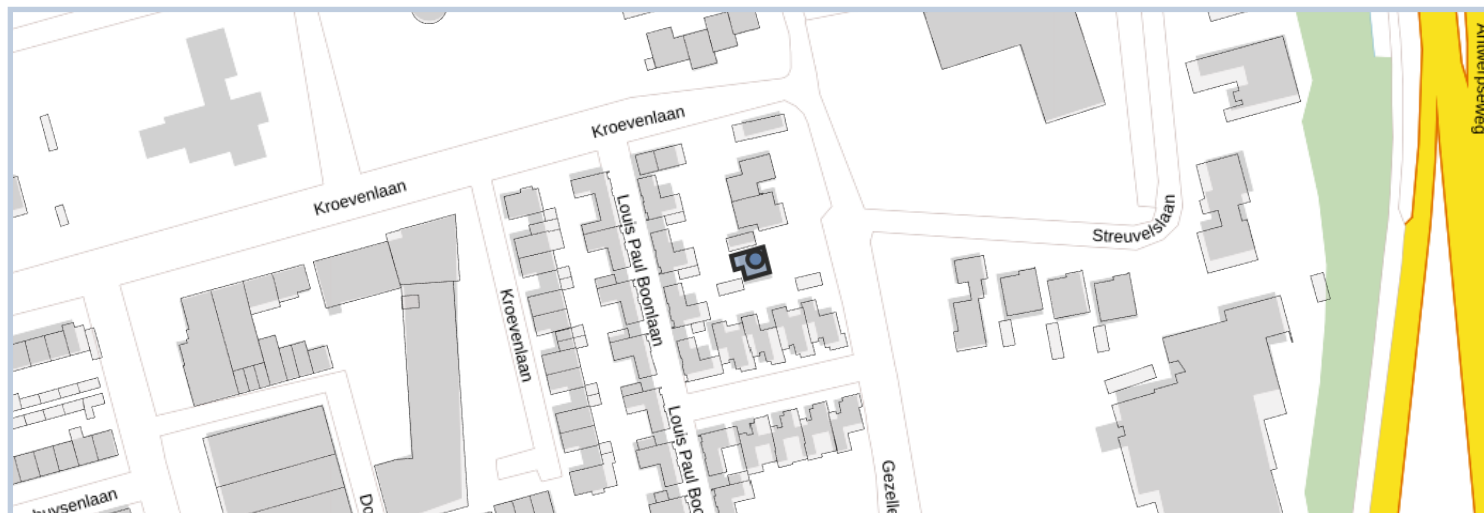 Antwerpseweg
Kroevenlaan
Kroevenlaan
Louis Paul Boonlaan
Streuvelslaan
Kroevenlaan
Louis Paul Boo
Gezelle
huysenlaan
Do